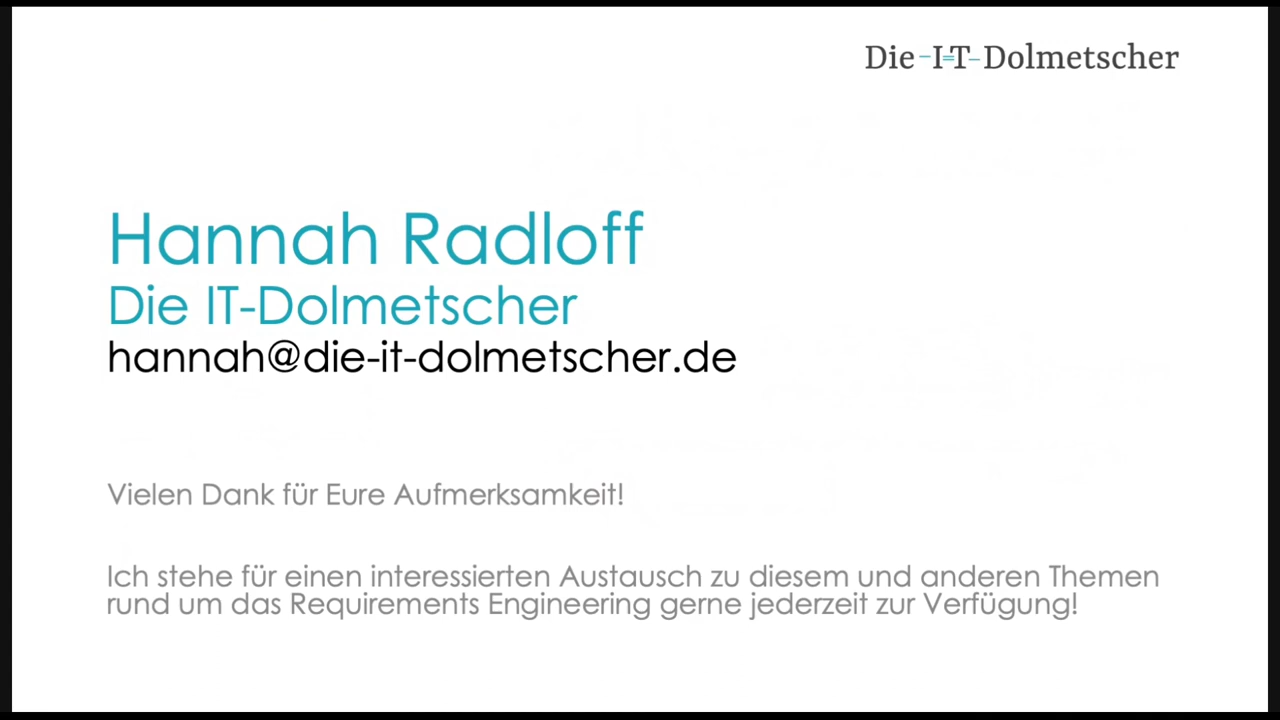 Die I-T Dolmetscher
Hannah Radloff
Die IT-Dolmetscher
hannah@die-it-dolmetscher.de
Vielen Dank für Eure Aufmerksamkeit!
Ich stehe für einen interessierten Austausch zu diesem und anderen Themen
rund um das Requirements Engineering gerne jederzeit zur Verfügung!